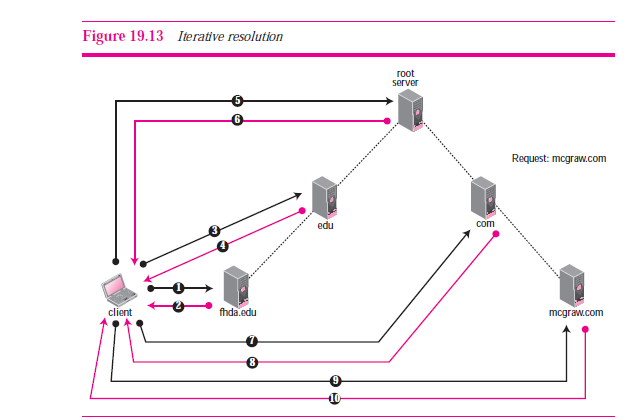 Figure 19.13 Iterative resolution
root
server
5
6
Request: mcgraw.com
edu
com
3
4
1
2
client
fhda.edu
mcgraw.com
7
8
9
10